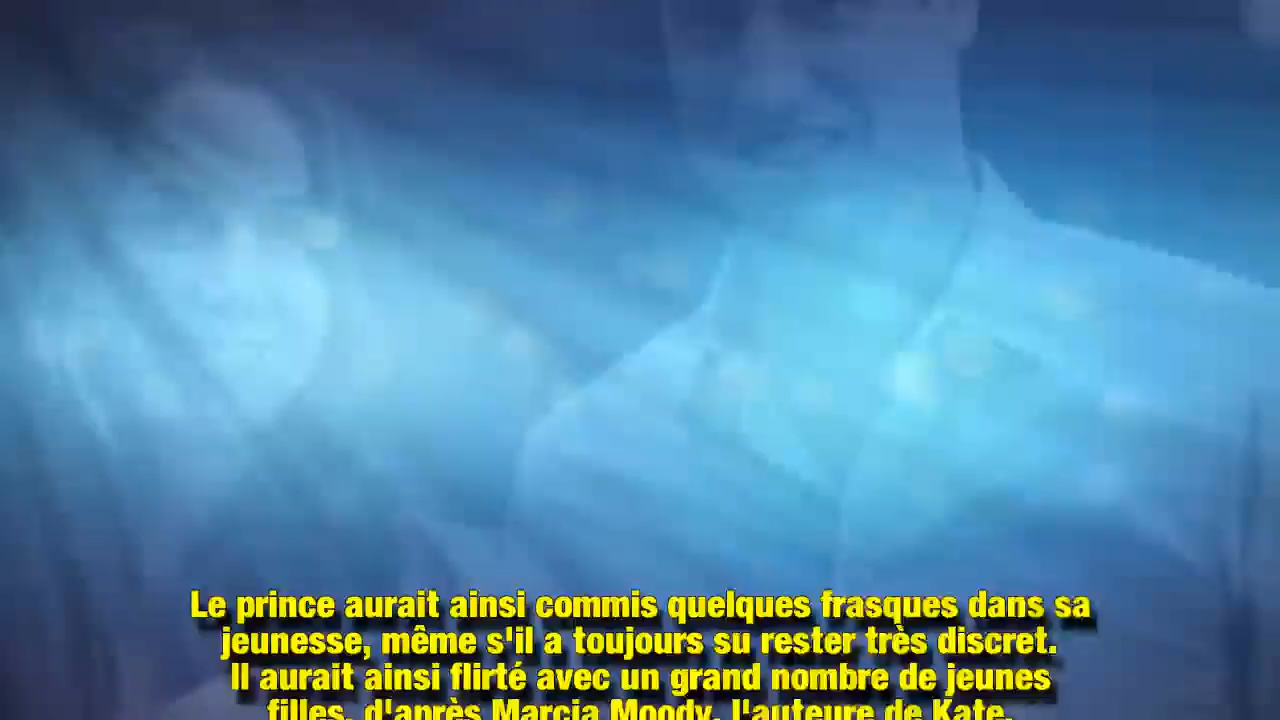 Le prince aurait ainsi commis quelques frasques dans sa
jeunesse, même s'il a toujours su rester très discret.
Il aurait ainsi flirté avec un grand nombre de jeunes
filles, d'après Marcia Moody, l'auteure de Kate,